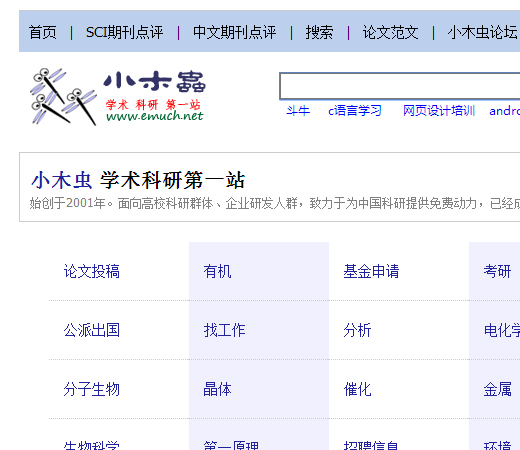 首页 | SCI期刊点评 | 中文期刊点评 | 搜索 | 论文范文 | 小木虫论坛
小木蟲
学术 科研 第一站
www.emuch.net
斗牛 c语言学习 网页设计培训 andro
小木虫 学术科研第一站
始创于2001年。面向高校科研群体、企业研发人群，致力于为中国科研提供免费动力，已经成
论文投稿 有机 基金申请 考研
公派出国 找工作 分析 电化学
分子生物 晶体 催化 金属
生物科学 第一原理 招聘信息 环境